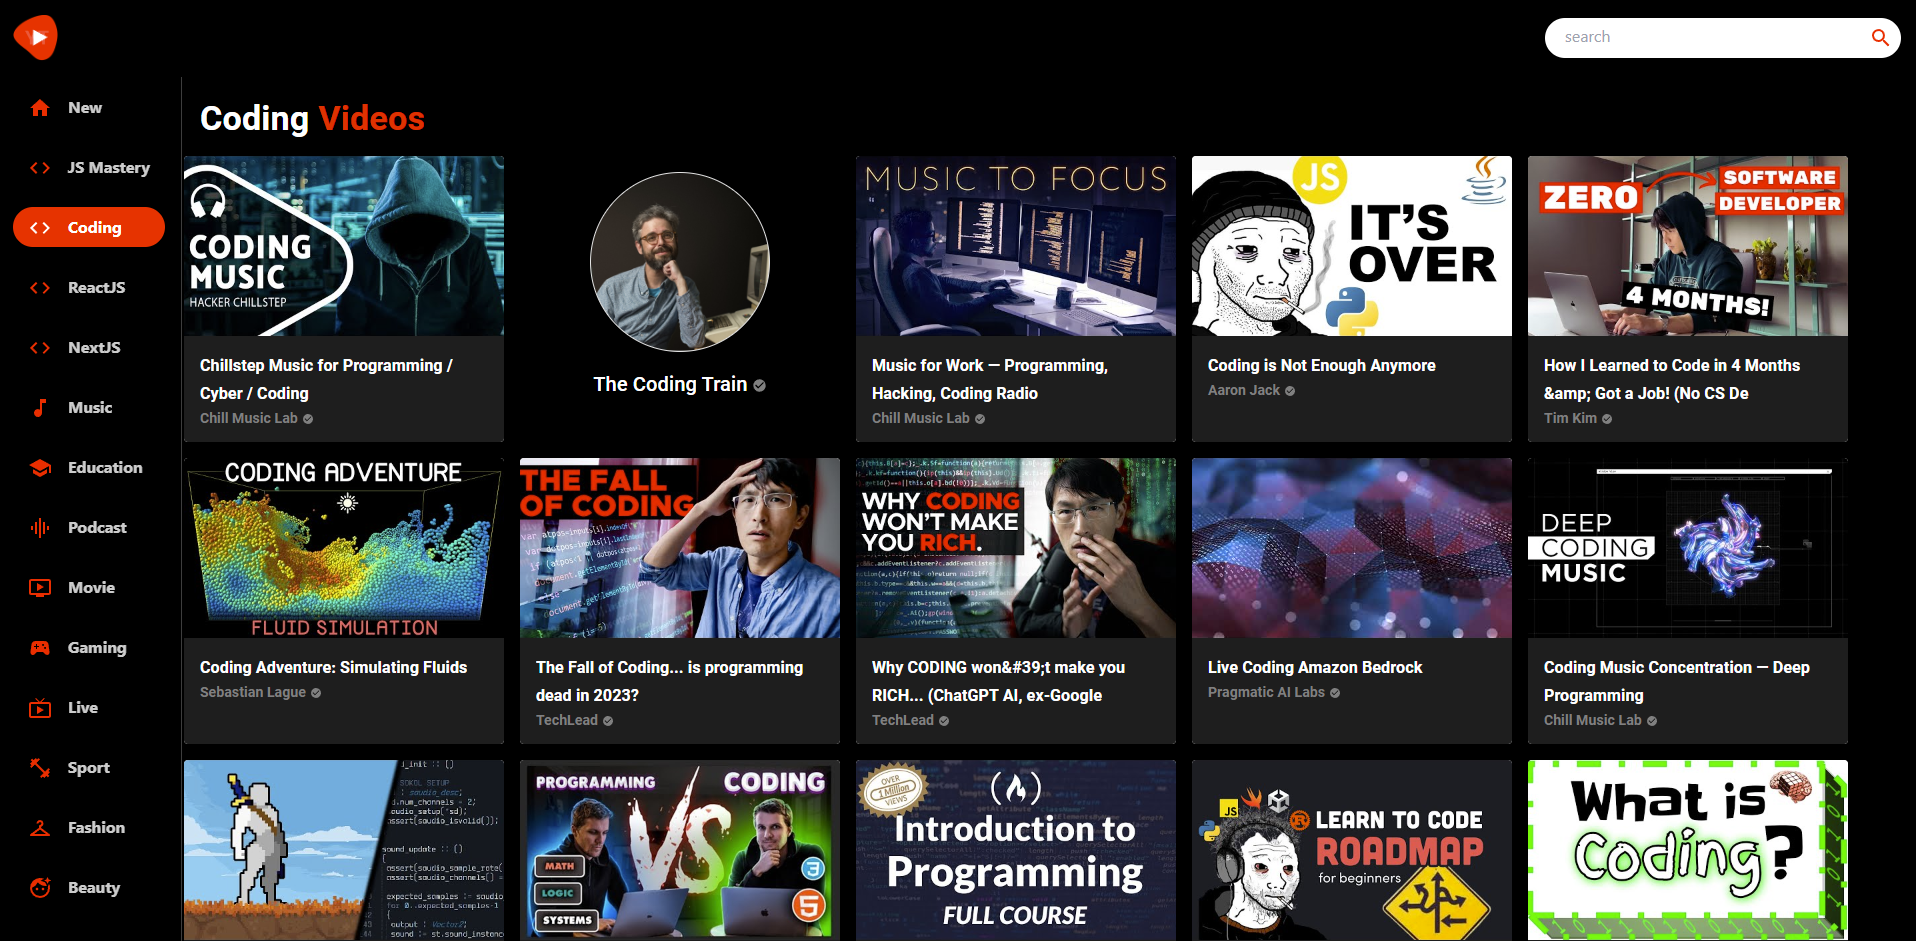 search
New
JS Mastery
Coding
ReactJS
NextJS
Music
Education
Podcast
Movie
Gaming
Live
Sport
Fashion
Beauty
Coding Videos
CODING
MUSIC
HACKER CHILLSTEP
Chillstep Music for Programming /
Cyber / Coding
Chill Music Lab
The Coding Train
MUSIC TO FOCUS
Music for Work — Programming,
Hacking, Coding Radio
Chill Music Lab
JS
IT'S
OVER
Coding is Not Enough Anymore
Aaron Jack
ZERO
SOFTWARE
DEVELOPER
4 MONTHS!
How I Learned to Code in 4 Months
&amp; Got a Job! (No CS De
Tim Kim
CODING ADVENTURE
FLUID SIMULATION
Coding Adventure: Simulating Fluids
Sebastian Lague
THE FALL
OF CODING
The Fall of Coding... is programming
dead in 2023?
TechLead
WHY CODING
WON'T MAKE
YOU RICH.
Why CODING won&#39;t make you
RICH... (ChatGPT AI, ex-Google
TechLead
Live Coding Amazon Bedrock
Pragmatic AI Labs
DEEP
CODING
MUSIC
Coding Music Concentration — Deep
Programming
Chill Music Lab
PROGRAMMING
VS
CODING
MATH
LOGIC
SYSTEMS
3
5
OVER
1 Million
VIEWS
Introduction to
Programming
FULL COURSE
JS
LEARN TO CODE
ROADMAP
for beginners
What is
Coding?